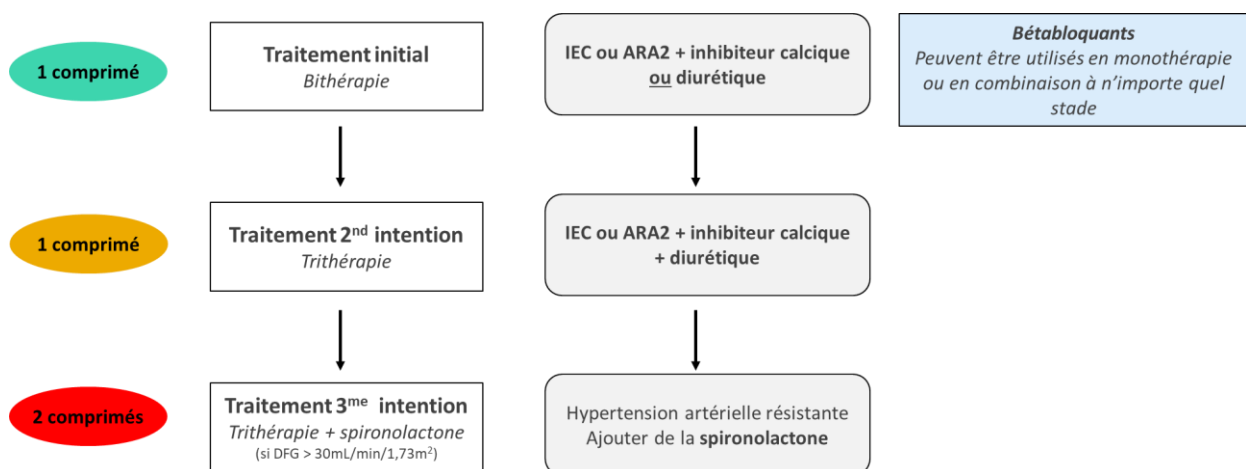 1 comprimé
Traitement initial
Bithérapie
IEC ou ARA2 + inhibiteur calcique
ou diurétique
Bétabloquants
Peuvent être utilisés en monothérapie
ou en combinaison à n’importe quel
stade
1 comprimé
Traitement 2nd intention
Trithérapie
IEC ou ARA2 + inhibiteur calcique
+ diurétique
2 comprimés
Traitement 3me intention
Trithérapie + spironolactone
(si DFG > 30mL/min/1,73m2)
Hypertension artérielle résistante
Ajouter de la spironolactone